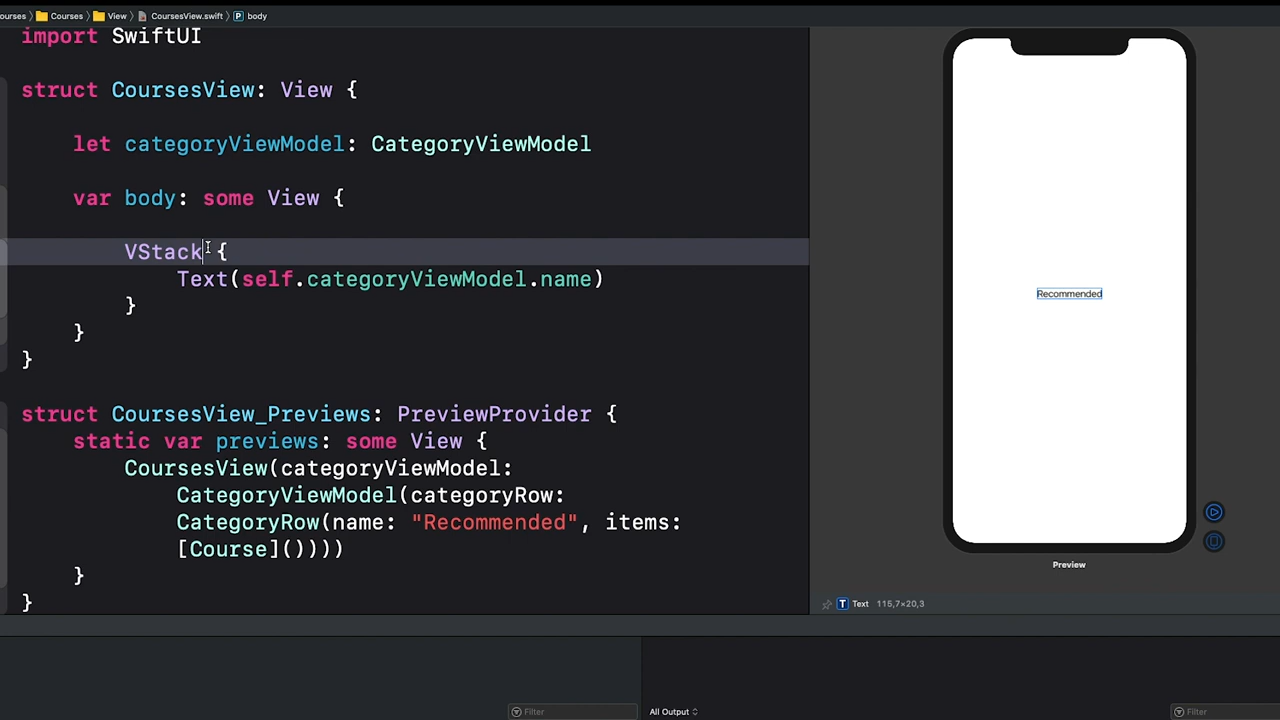 ourses Courses View CoursesView.swift P body
import SwiftUI
struct CoursesView: View {
let categoryViewModel: CategoryViewModel
var body: some View {
VStack {
Text(self.categoryViewModel.name)
}
}
}
struct CoursesView_Previews: PreviewProvider {
static var previews: some View {
CoursesView(categoryViewModel:
CategoryViewModel(categoryRow:
CategoryRow(name: "Recommended", items:
[Course]())))
}
}
Recommended
Preview
T Text 115,7×20,3
Filter
All Output
Filter